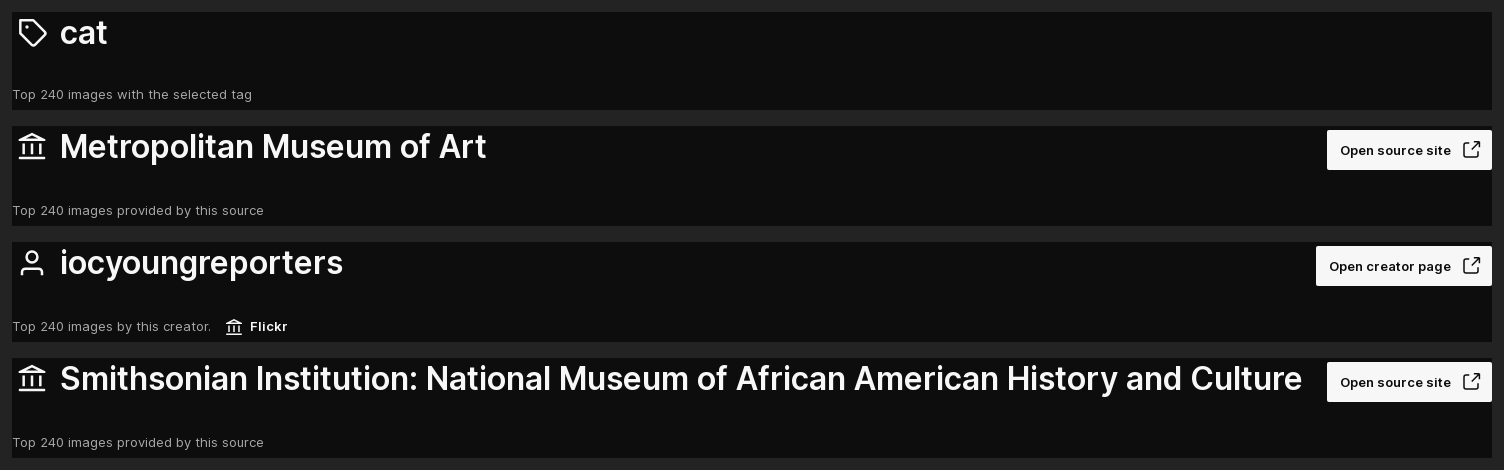 cat
Top 240 images with the selected tag
Metropolitan Museum of Art
Open source site
Top 240 images provided by this source
iocyoungreporters
Open creator page
Top 240 images by this creator. Flickr
Smithsonian Institution: National Museum of African American History and Culture
Open source site
Top 240 images provided by this source